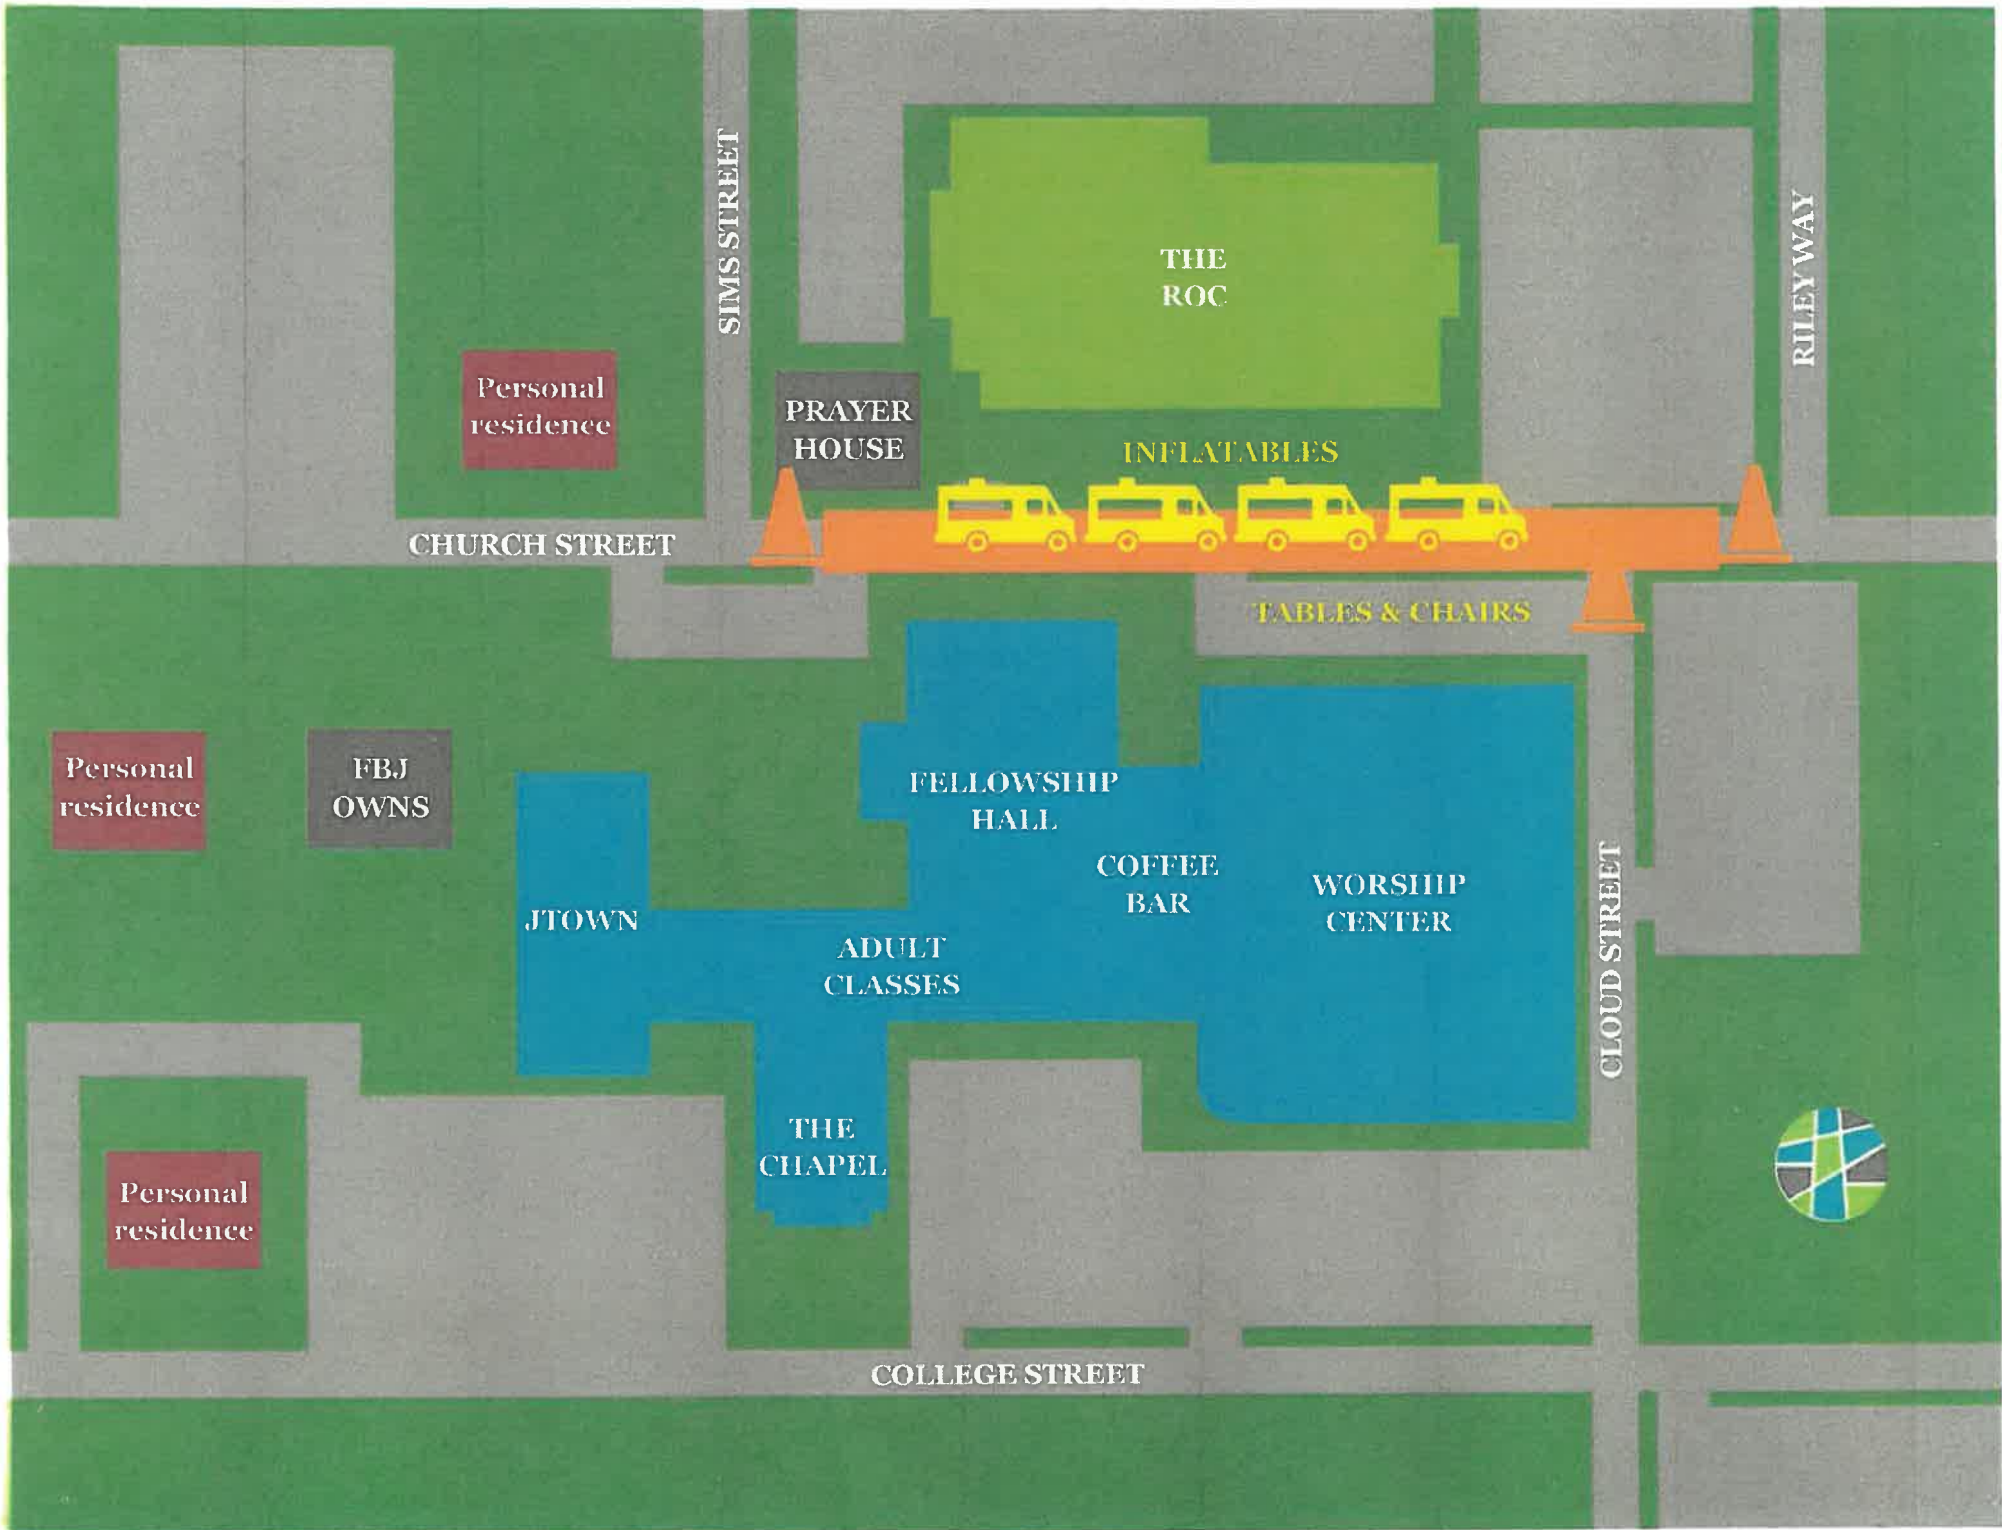 SIMS STREET
RILEY WAY
THE
ROC
Personal
residence
PRAYER
HOUSE
INFLATABLES
CHURCH STREET
TABLES & CHAIRS
Personal
residence
FBJ
OWNS
FELLOWSHIP
HALL
COFFEE
BAR
WORSHIP
CENTER
JTOWN
ADULT
CLASSES
CLOUD STREET
THE
CHAPEL
Personal
residence
COLLEGE STREET